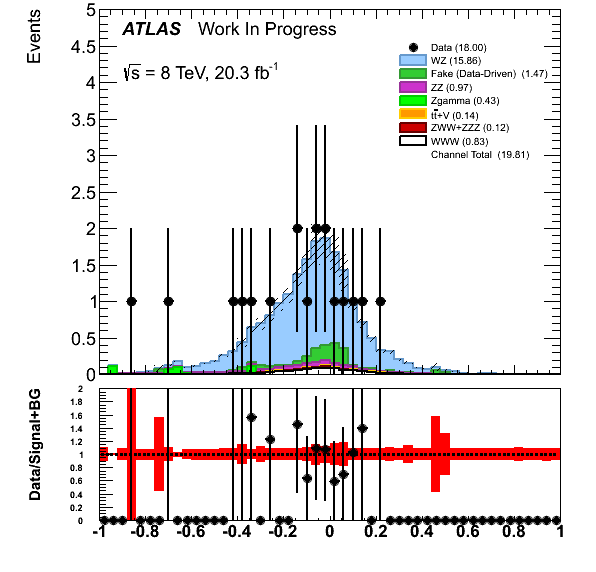 ATLAS Work In Progress
√s = 8 TeV, 20.3 fb⁻¹
Events
5
4.5
4
3.5
3
2.5
2
1.5
1
0.5
0
Data (18.00)
WZ (15.86)
Fake (Data-Driven) (1.47)
ZZ (0.97)
Zgamma (0.43)
tt̄+V (0.14)
ZWW+ZZZ (0.12)
WWW (0.83)
Channel Total (19.81)
Data/Signal+BG
2
1.8
1.6
1.4
1.2
1
0.8
0.6
0.4
0.2
0
-1 -0.8 -0.6 -0.4 -0.2 0 0.2 0.4 0.6 0.8 1